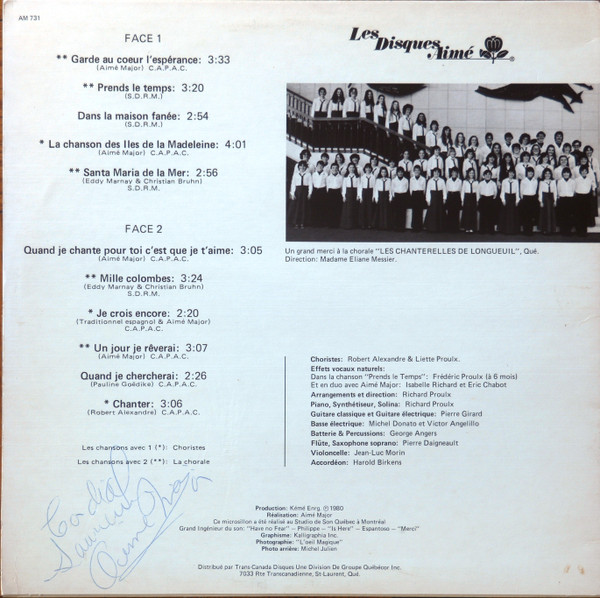 AM 731
Les
Disques
Aimé
FACE 1
** Garde au coeur l'espérance: 3:33
(Aimé Major) C.A.P.A.C.
** Prends le temps: 3:20
(S.D.R.M.)
Dans la maison fanée: 2:54
(S.D.R.M.)
* La chanson des Iles de la Madeleine: 4:01
(Aimé Major) C.A.P.A.C.
** Santa Maria de la Mer: 2:56
(Eddy Marnay & Christian Bruhn)
S.D.R.M.
FACE 2
Quand je chante pour toi c'est que je t'aime: 3:05
(Aimé Major) C.A.P.A.C.
** Mille colombes: 3:24
(Eddy Marnay & Christian Bruhn)
S.D.R.M.
* Je crois encore: 2:20
(Traditionnel espagnol & Aimé Major)
C.A.P.A.C.
** Un jour je rêverai: 3:07
(Aimé Major) C.A.P.A.C.
Quand je chercherai: 2:26
(Pauline Goëdike) C.A.P.A.C.
* Chanter: 3:06
(Robert Alexandre) C.A.P.A.C.
Les chansons avec 1 (*): Choristes
Les chansons avec 2 (**): La chorale
Un grand merci à la chorale "LES CHANTERELLES DE LONGUEUIL", Qué.
Direction: Madame Eliane Messier.
Choristes: Robert Alexandre & Liette Proulx.
Effets vocaux naturels:
Dans la chanson "Prends le Temps": Frédéric Proulx (à 6 mois)
Et en duo avec Aimé Major: Isabelle Richard et Eric Chabot
Arrangements et direction: Richard Proulx
Piano, Synthétiseur, Solina: Richard Proulx
Guitare classique et Guitare électrique: Pierre Girard
Basse électrique: Michel Donato et Victor Angelillo
Batterie & Percussions: George Angers
Flûte, Saxophone soprano: Pierre Daigneault
Violoncelle: Jean-Luc Morin
Accordéon: Harold Birkens
Cordial
Aimé Major
Production: Kémé Enrg. ℗ 1980
Réalisation: Aimé Major
Ce microsillon a été réalisé au Studio de Son Québec à Montréal
Grand Ingénieur du son: "Have no Fear" – Philippe – "Is Here" – Espantoso – "Merci"
Graphisme: Kalligraphia Inc.
Photographie: "L'oeil Magique"
Photo arrière: Michel Julien
Distribué par Trans-Canada Disques Une Division De Groupe Québécor Inc.
7033 Rte Transcanadienne, St-Laurent, Qué.